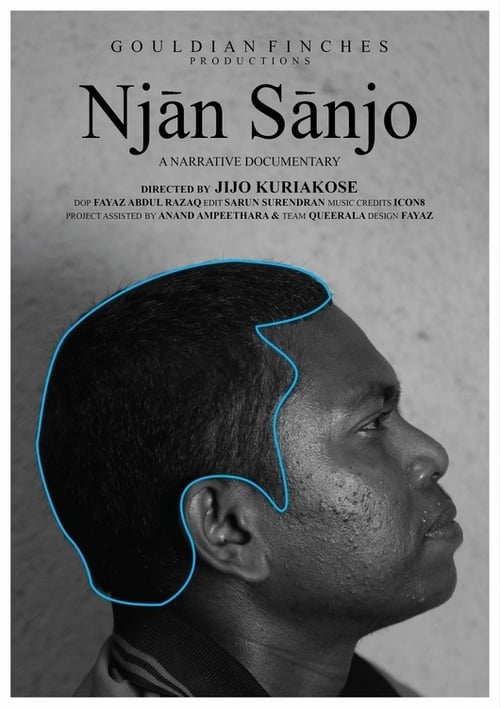 GOULDIAN FINCHES
PRODUCTIONS
Njān Sānjo
A NARRATIVE DOCUMENTARY
DIRECTED BY JIJO KURIAKOSE
DOP FAYAZ ABDUL RAZAQ EDIT SARUN SURENDRAN MUSIC CREDITS ICON8
PROJECT ASSISTED BY ANAND AMPEETHARA & TEAM QUEERALA DESIGN FAYAZ